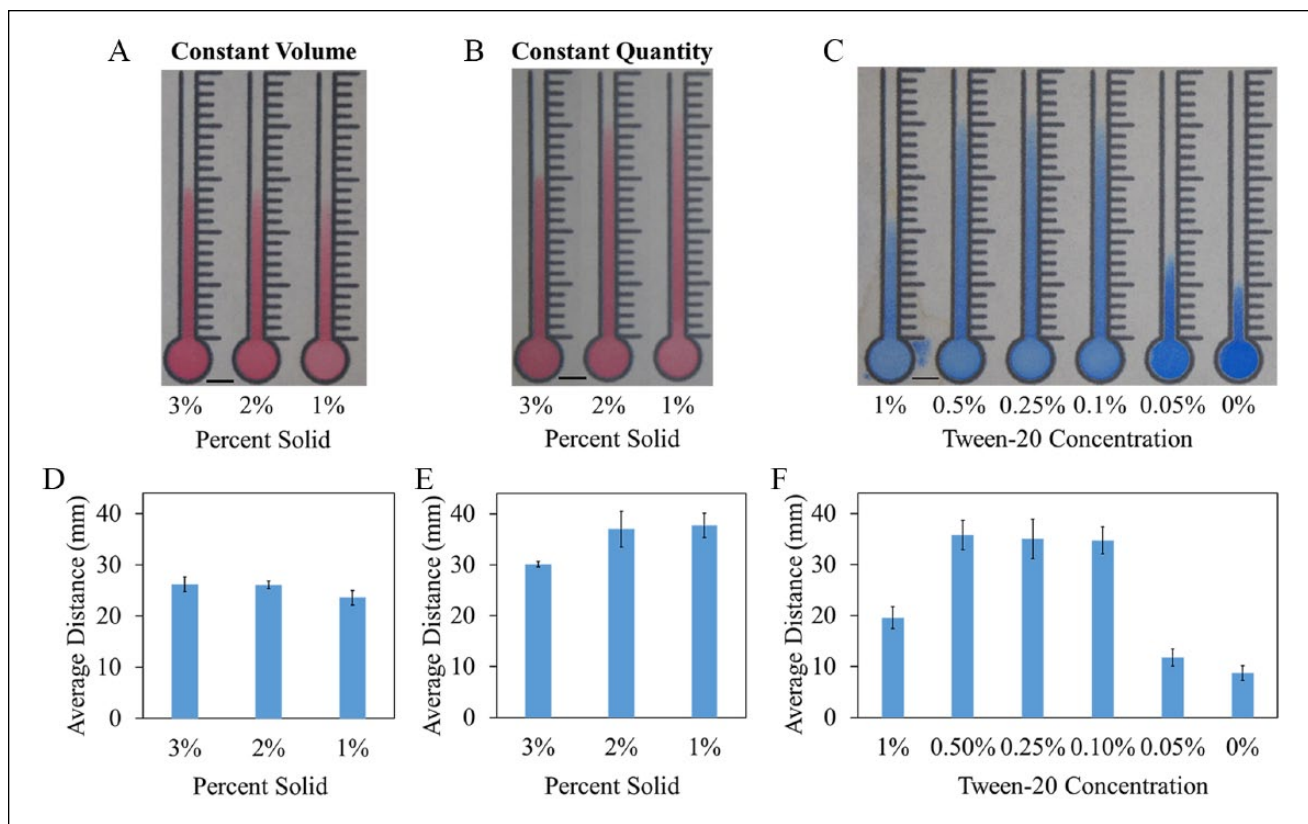 A
Constant Volume
3% 2% 1%
Percent Solid
B
Constant Quantity
3% 2% 1%
Percent Solid
C
1% 0.5% 0.25% 0.1% 0.05% 0%
Tween-20 Concentration
D
Average Distance (mm)
40
30
20
10
0
3% 2% 1%
Percent Solid
E
Average Distance (mm)
40
30
20
10
0
3% 2% 1%
Percent Solid
F
Average Distance (mm)
40
30
20
10
0
1% 0.50% 0.25% 0.10% 0.05% 0%
Tween-20 Concentration